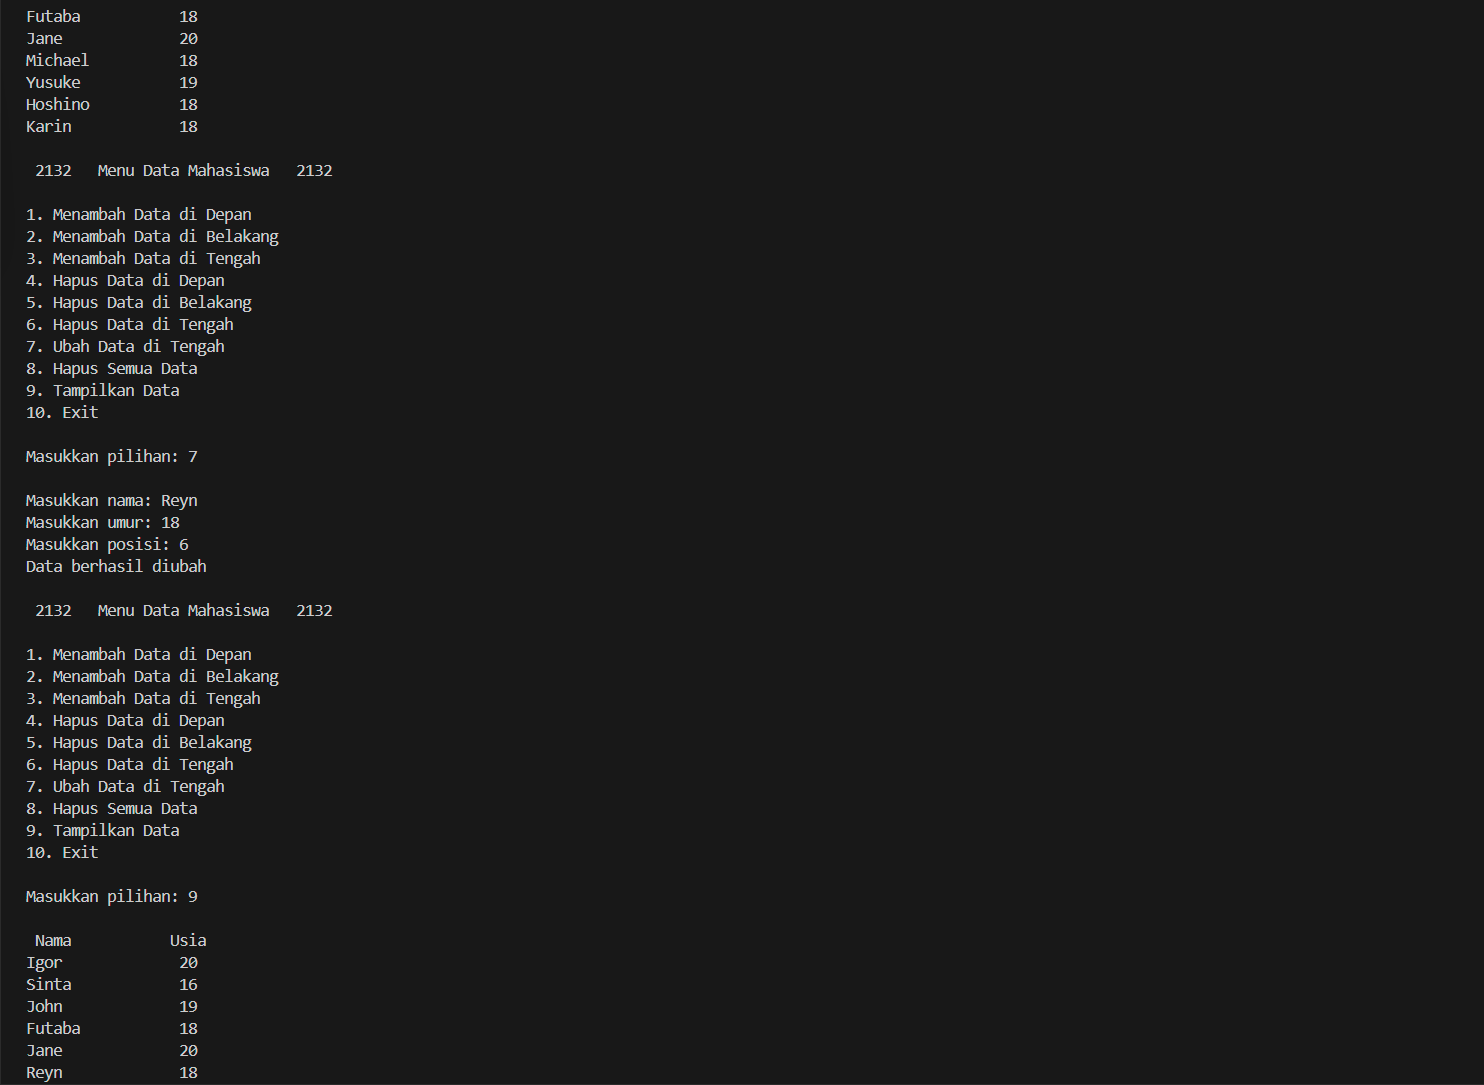 Futaba 18
Jane 20
Michael 18
Yusuke 19
Hoshino 18
Karin 18
2132 Menu Data Mahasiswa 2132
1. Menambah Data di Depan
2. Menambah Data di Belakang
3. Menambah Data di Tengah
4. Hapus Data di Depan
5. Hapus Data di Belakang
6. Hapus Data di Tengah
7. Ubah Data di Tengah
8. Hapus Semua Data
9. Tampilkan Data
10. Exit
Masukkan pilihan: 7
Masukkan nama: Reyn
Masukkan umur: 18
Masukkan posisi: 6
Data berhasil diubah
2132 Menu Data Mahasiswa 2132
1. Menambah Data di Depan
2. Menambah Data di Belakang
3. Menambah Data di Tengah
4. Hapus Data di Depan
5. Hapus Data di Belakang
6. Hapus Data di Tengah
7. Ubah Data di Tengah
8. Hapus Semua Data
9. Tampilkan Data
10. Exit
Masukkan pilihan: 9
Nama Usia
Igor 20
Sinta 16
John 19
Futaba 18
Jane 20
Reyn 18